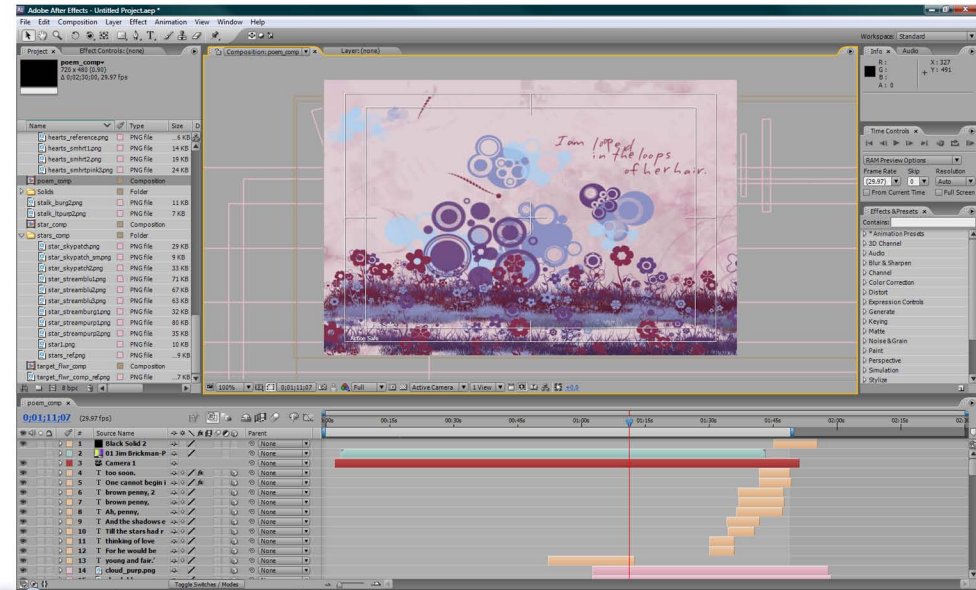 Adobe After Effects - Untitled Project.aep *
File Edit Composition Layer Effect Animation View Window Help
Workspace: Standard
Project × Effect Controls: (none)
poem_comp
720 x 480 (0.90)
Δ 0;02;30;00, 29.97 fps
Name Type Size
hearts_reference.png PNG file ...6 KB
hearts_smhrt1.png PNG file 14 KB
hearts_smhrt2.png PNG file 19 KB
hearts_smhrtpink3.png PNG file 24 KB
poem_comp Composition
Solids Folder
stalk_burg2.png PNG file 11 KB
stalk_ltpurp2.png PNG file 7 KB
star_comp Composition
stars_comp Folder
star_skypatch.png PNG file 29 KB
star_skypatch_sm.png PNG file 9 KB
star_skypatch2.png PNG file 33 KB
star_streamblu.png PNG file 71 KB
star_streamblu2.png PNG file 67 KB
star_streamblu3.png PNG file 63 KB
star_streamburg1.png PNG file 32 KB
star_streampurp1.png PNG file 80 KB
star_streampurp2.png PNG file 35 KB
star1.png PNG file 10 KB
stars_ref.png PNG file ...9 KB
target_flwr_comp Composition
target_flwr_comp_ref.png PNG file ...7 KB
8 bpc
Composition: poem_comp × Layer: (none)
I am looped
in the loops
of her hair.
Action Safe
100% 0;01;11;07 Full Active Camera 1 View +0.0
Info × Audio
R: X: 327
G: Y: 491
B:
A: 0
Time Controls ×
RAM Preview Options
Frame Rate Skip Resolution
(29.97) 0 Auto
From Current Time Full Screen
Effects & Presets ×
Contains:
* Animation Presets
3D Channel
Audio
Blur & Sharpen
Channel
Color Correction
Distort
Expression Controls
Generate
Keying
Matte
Noise & Grain
Paint
Perspective
Simulation
Stylize
poem_comp ×
0;01;11;07 (29.97 fps)
00:15s 00:30s 00:45s 01:00s 01:15s 01:30s 01:45s 02:00s 02:15s
# Source Name Parent
1 Black Solid 2 None
2 01 Jim Brickman-P None
3 Camera 1 None
4 T too soon. None
5 T One cannot begin i None
6 T brown penny, 2 None
7 T brown penny, None
8 T Ah, penny, None
9 T And the shadows e None
10 T Till the stars had r None
11 T thinking of love None
12 T For he would be None
13 T young and fair.' None
14 cloud_purp.png None
Toggle Switches / Modes